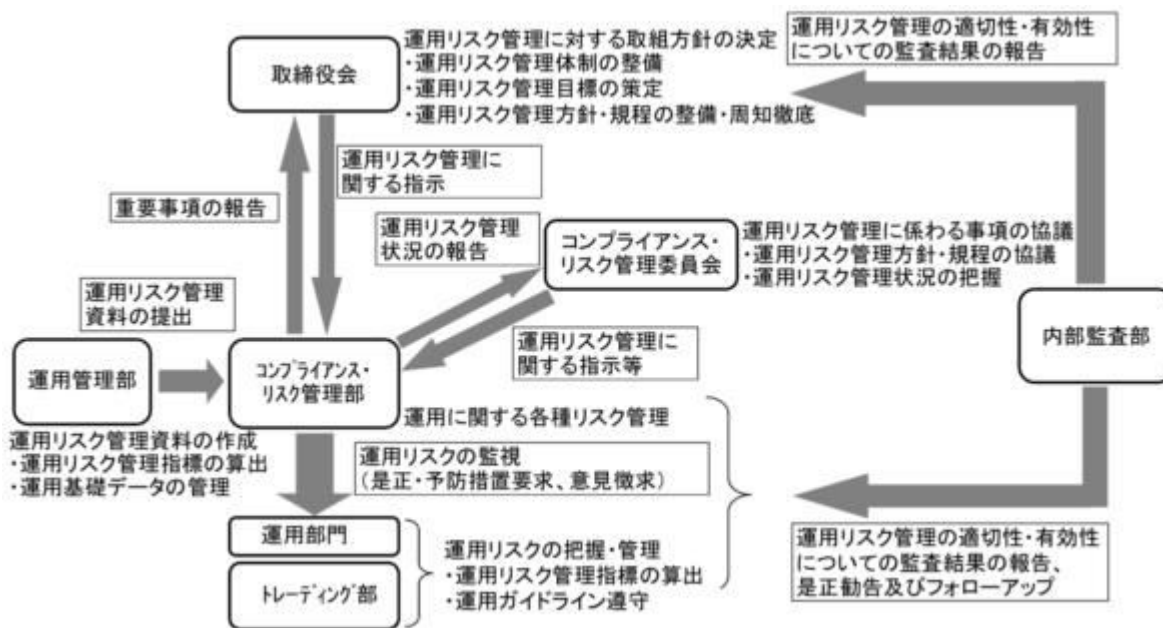 取締役会
運用リスク管理に対する取組方針の決定
・運用リスク管理体制の整備
・運用リスク管理目標の策定
・運用リスク管理方針・規程の整備・周知徹底
運用リスク管理の適切性・有効性
についての監査結果の報告
運用リスク管理に
関する指示
重要事項の報告
運用リスク管理
状況の報告
コンプライアンス・
リスク管理委員会
運用リスク管理に係わる事項の協議
・運用リスク管理方針・規程の協議
・運用リスク管理状況の把握
運用リスク管理
資料の提出
運用リスク管理に
関する指示等
内部監査部
運用管理部
コンプライアンス・
リスク管理部
運用に関する各種リスク管理
運用リスク管理資料の作成
・運用リスク管理指標の算出
・運用基礎データの管理
運用リスクの監視
(是正・予防措置要求、意見徴求)
運用部門
トレーディング部
運用リスクの把握・管理
・運用リスク管理指標の算出
・運用ガイドライン遵守
運用リスク管理の適切性・有効性
についての監査結果の報告、
是正勧告及びフォローアップ